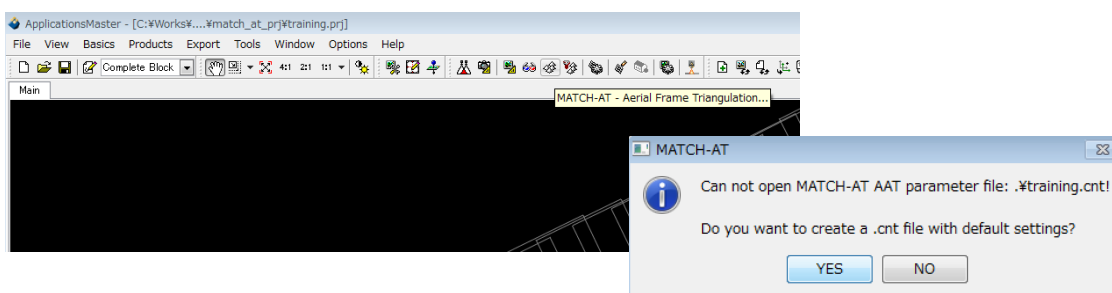 ApplicationsMaster - [C:¥Works¥....¥match_at_prj¥training.prj]
File View Basics Products Export Tools Window Options Help
Complete Block 4:1 2:1 1:1
Main
MATCH-AT - Aerial Frame Triangulation...
MATCH-AT
Can not open MATCH-AT AAT parameter file: .¥training.cnt!
Do you want to create a .cnt file with default settings?
YES NO